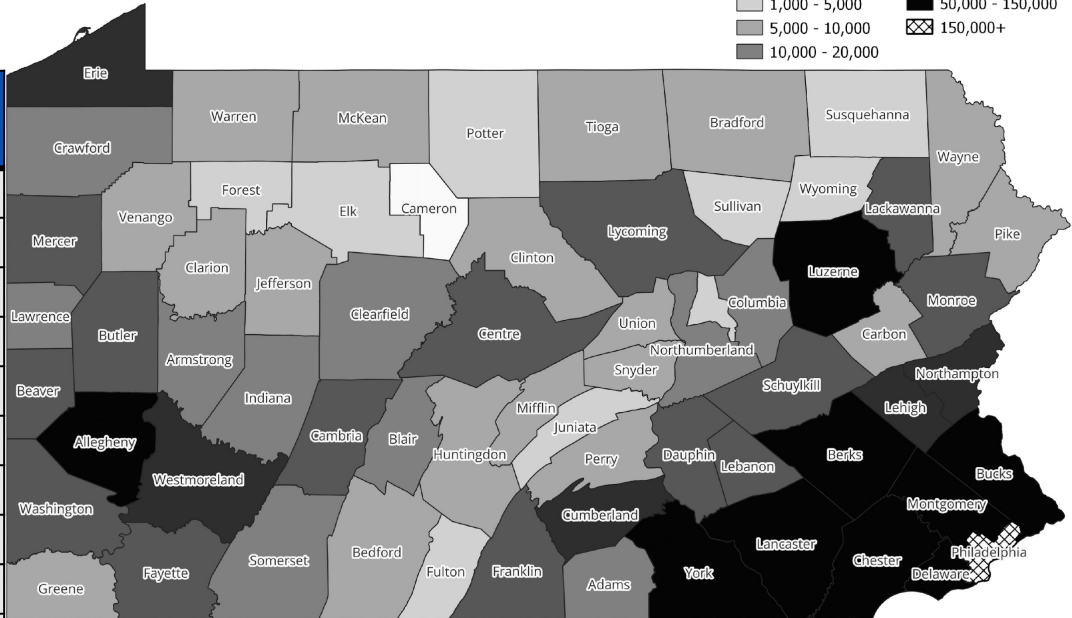 1,000 - 5,000
50,000 - 150,000
5,000 - 10,000
150,000+
10,000 - 20,000
Erie
Crawford
Warren
McKean
Potter
Tioga
Bradford
Susquehanna
Wayne
Mercer
Venango
Forest
Elk
Cameron
Clarion
Jefferson
Clinton
Lycoming
Sullivan
Wyoming
Lackawanna
Pike
Luzerne
Monroe
Lawrence
Butler
Armstrong
Clearfield
Centre
Union
Columbia
Northumberland
Snyder
Carbon
Northampton
Beaver
Allegheny
Indiana
Cambria
Blair
Huntingdon
Mifflin
Juniata
Perry
Schuylkill
Lehigh
Dauphin
Lebanon
Berks
Bucks
Montgomery
Washington
Westmoreland
Cumberland
Lancaster
Chester
Philadelphia
Delaware
Greene
Fayette
Somerset
Bedford
Fulton
Franklin
Adams
York